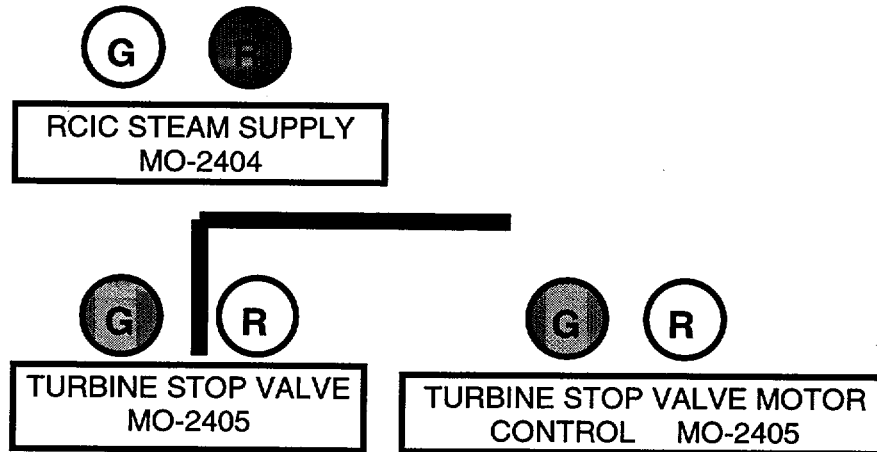 G R
RCIC STEAM SUPPLY
MO-2404
G R
TURBINE STOP VALVE
MO-2405
G R
TURBINE STOP VALVE MOTOR
CONTROL MO-2405